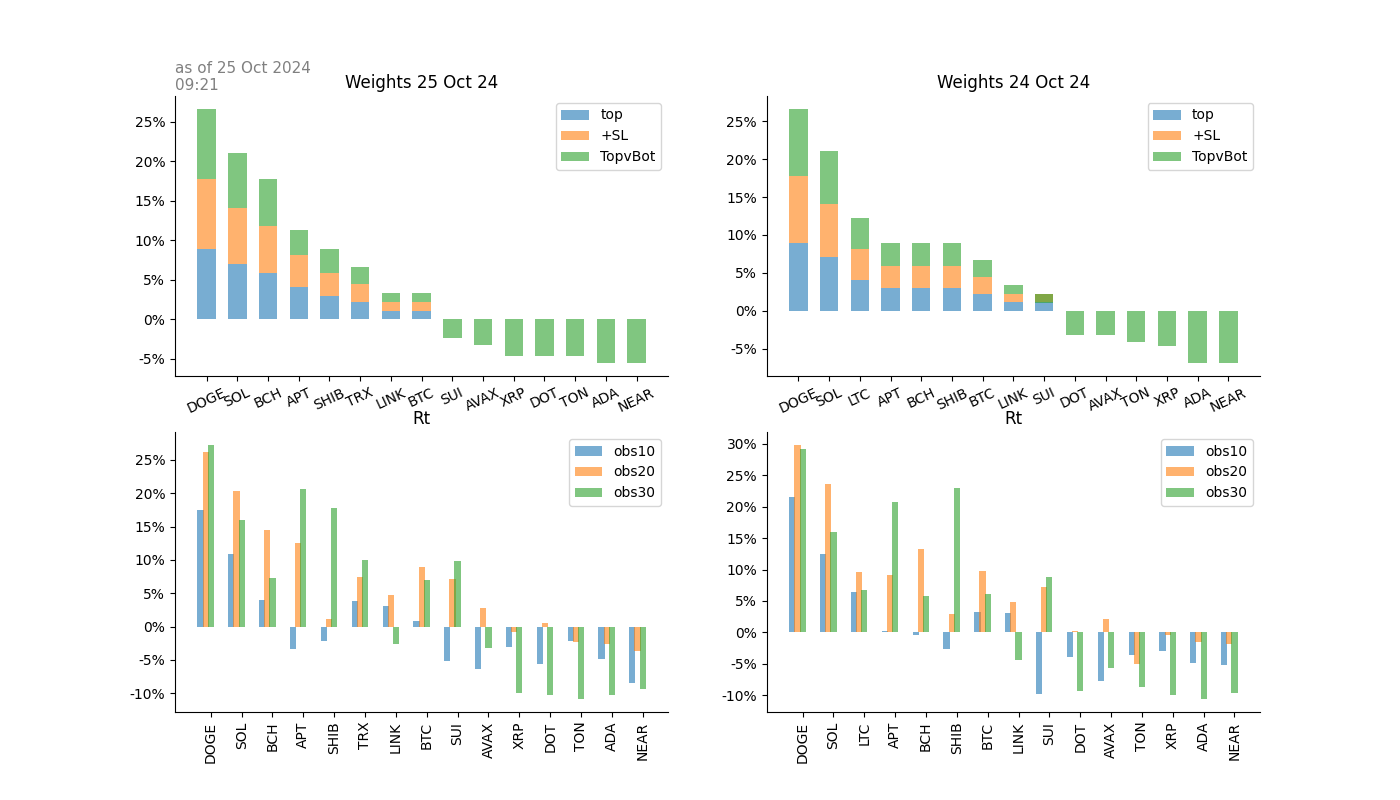 as of 25 Oct 2024
09:21
Weights 25 Oct 24
25%
20%
15%
10%
5%
0%
-5%
top
+SL
TopvBot
DOGE SOL BCH APT SHIB TRX LINK BTC SUI AVAX XRP DOT TON ADA NEAR
Weights 24 Oct 24
25%
20%
15%
10%
5%
0%
-5%
top
+SL
TopvBot
DOGE SOL LTC APT BCH SHIB BTC LINK SUI DOT AVAX TON XRP ADA NEAR
Rt
25%
20%
15%
10%
5%
0%
-5%
-10%
obs10
obs20
obs30
DOGE SOL BCH APT SHIB TRX LINK BTC SUI AVAX XRP DOT TON ADA NEAR
Rt
30%
25%
20%
15%
10%
5%
0%
-5%
-10%
obs10
obs20
obs30
DOGE SOL LTC APT BCH SHIB BTC LINK SUI DOT AVAX TON XRP ADA NEAR